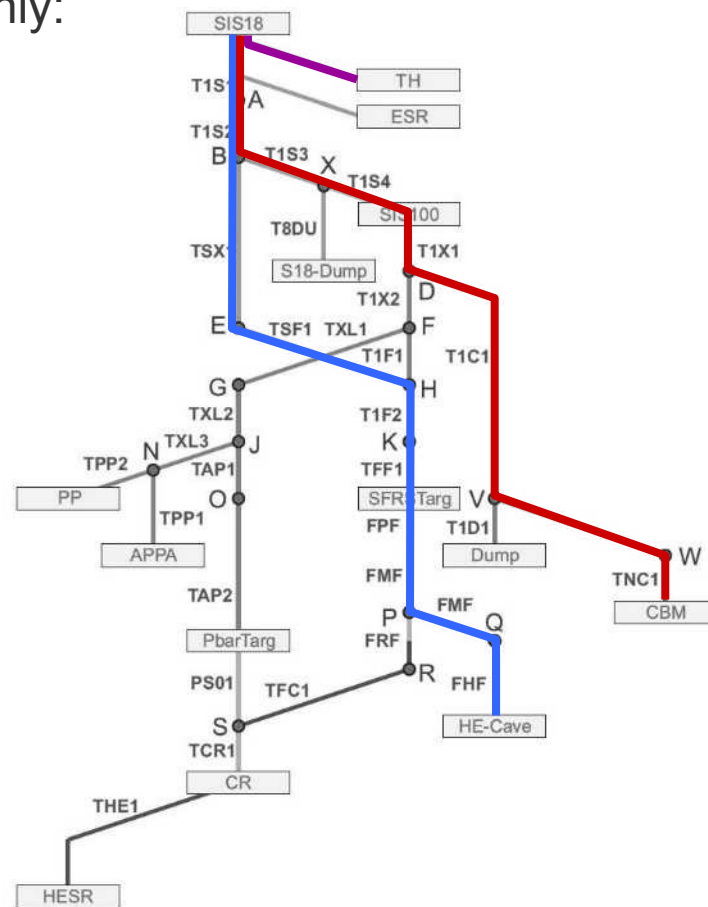 nly:
SIS18
TH
T1S1
A
ESR
T1S2
B
T1S3
X
T1S4
SIS100
T8DU
TSX1
T1X1
S18-Dump
D
T1X2
E
TSF1
TXL1
F
T1F1
T1C1
G
H
TXL2
T1F2
N
TXL3
J
K
TPP2
TAP1
TFF1
PP
O
SFRSTarg
V
TPP1
FPF
T1D1
APPA
Dump
W
TAP2
FMF
TNC1
P
FMF
Q
CBM
PbarTarg
FRF
PS01
TFC1
R
FHF
S
HE-Cave
TCR1
CR
THE1
HESR